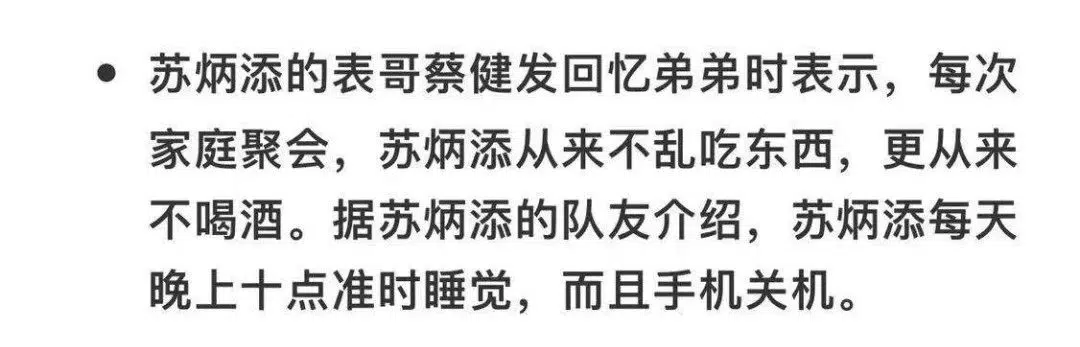 • 苏炳添的表哥蔡健发回忆弟弟时表示，每次
家庭聚会，苏炳添从来不乱吃东西，更从来
不喝酒。据苏炳添的队友介绍，苏炳添每天
晚上十点准时睡觉，而且手机关机。